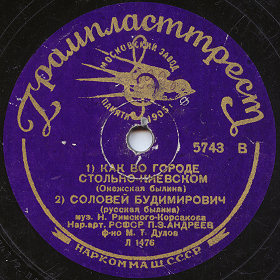 Грампласттрест
МОСКОВСКИЙ ЗАВОД
ПАМЯТИ 1905 г.
5743 В
1) КАК ВО ГОРОДЕ
СТОЛЬНО-КИЕВСКОМ
(Онежская былина)
2) СОЛОВЕЙ БУДИМИРОВИЧ
(русская былина)
муз. Н. Римского-Корсакова
Нар. арт. РСФСР П.З.АНДРЕЕВ
ф-но М. Т. Дулов
Л 1476
НАРКОММАШ СССР